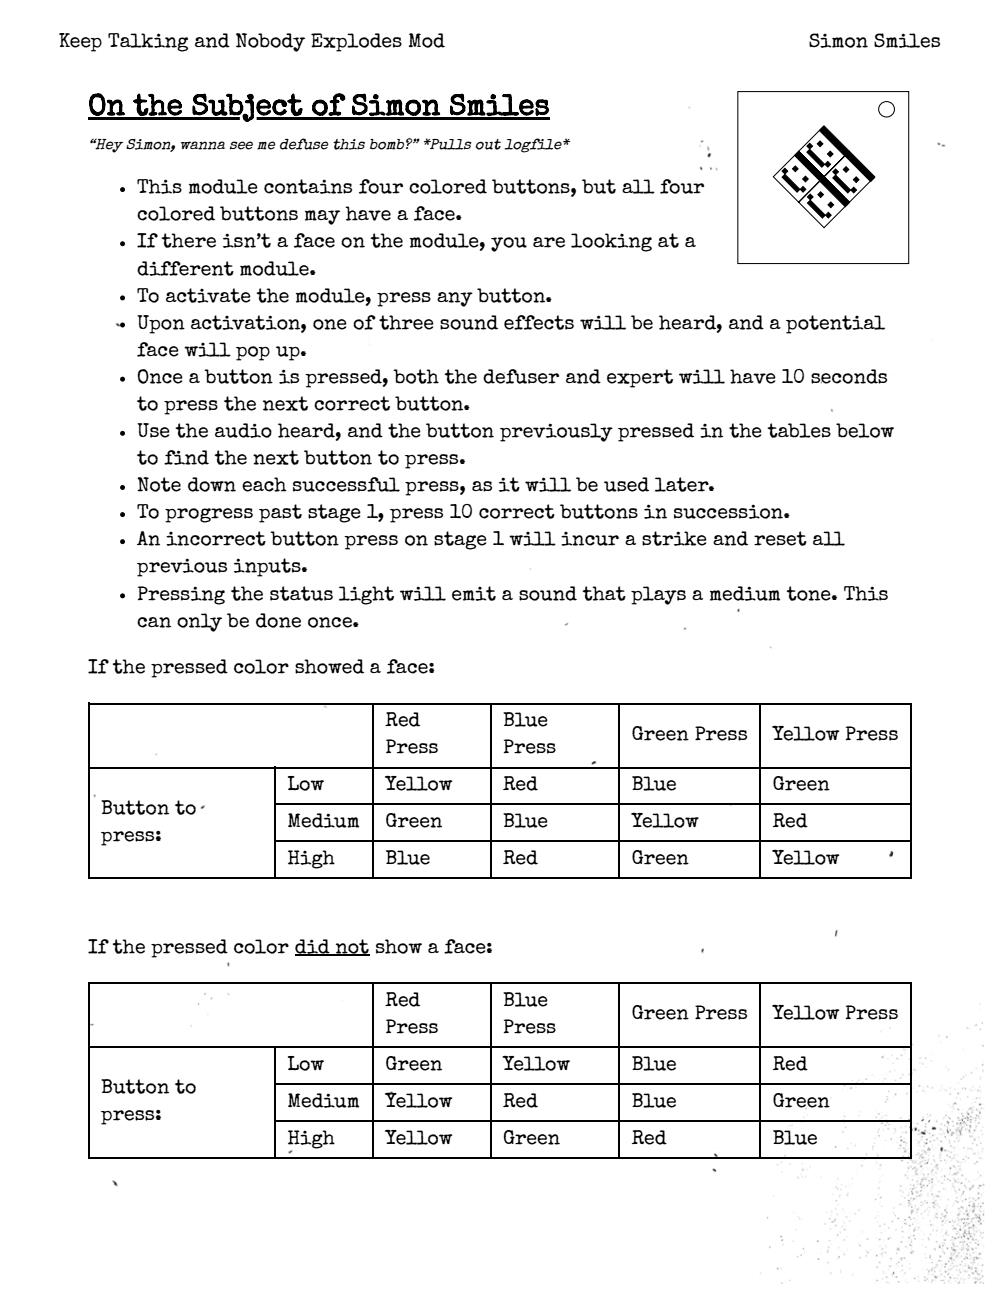 Keep Talking and Nobody Explodes Mod
Simon Smiles
On the Subject of Simon Smiles
“Hey Simon, wanna see me defuse this bomb?” *Pulls out logfile*
• This module contains four colored buttons, but all four
colored buttons may have a face.
• If there isn’t a face on the module, you are looking at a
different module.
• To activate the module, press any button.
• Upon activation, one of three sound effects will be heard, and a potential
face will pop up.
• Once a button is pressed, both the defuser and expert will have 10 seconds
to press the next correct button.
• Use the audio heard, and the button previously pressed in the tables below
to find the next button to press.
• Note down each successful press, as it will be used later.
• To progress past stage 1, press 10 correct buttons in succession.
• An incorrect button press on stage 1 will incur a strike and reset all
previous inputs.
• Pressing the status light will emit a sound that plays a medium tone. This
can only be done once.
If the pressed color showed a face:
Red Press Blue Press Green Press Yellow Press
Button to press:
Low Yellow Red Blue Green
Medium Green Blue Yellow Red
High Blue Red Green Yellow
If the pressed color did not show a face:
Red Press Blue Press Green Press Yellow Press
Button to press:
Low Green Yellow Blue Red
Medium Yellow Red Blue Green
High Yellow Green Red Blue